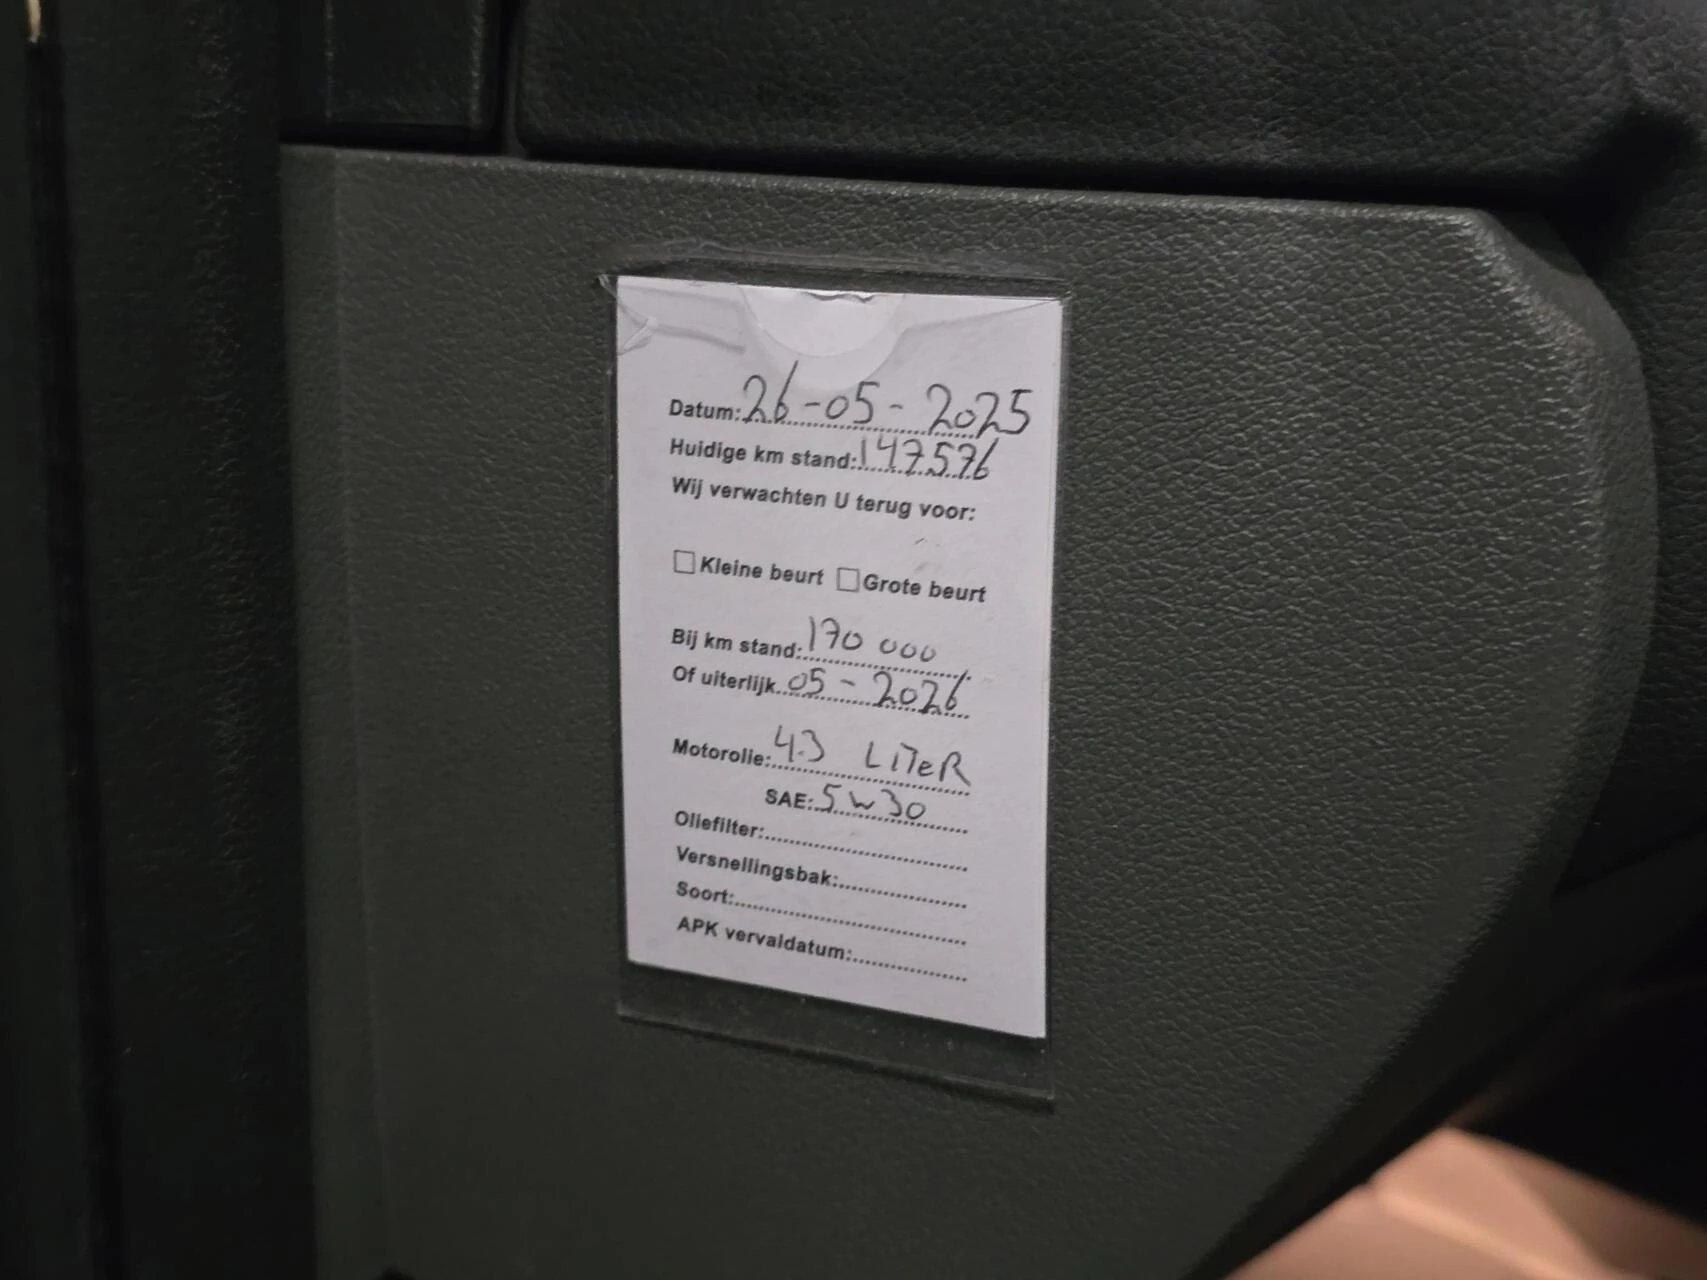 Datum: 26-05-2025
Huidige km stand: 147.576
Wij verwachten U terug voor:
Kleine beurt Grote beurt
Bij km stand: 170 000
Of uiterlijk 05-2026
Motorolie: 4.3 LiTeR
SAE: 5w30
Oliefilter:
Versnellingsbak:
Soort:
APK vervaldatum: